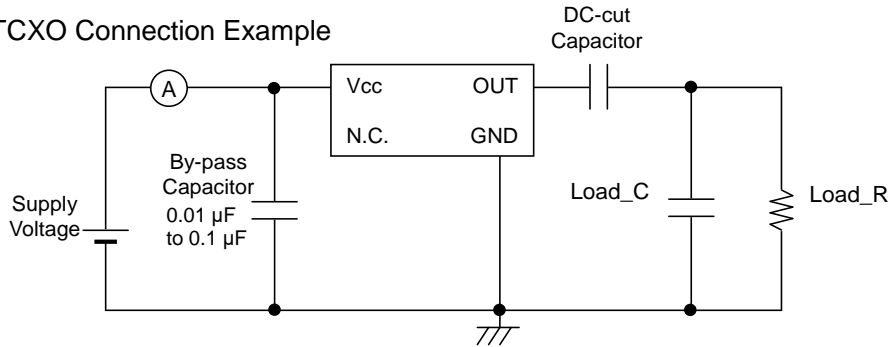 TCXO Connection Example
DC-cut
Capacitor
A
Vcc
OUT
N.C.
GND
By-pass
Capacitor
0.01 µF
to 0.1 µF
Supply
Voltage
Load_C
Load_R